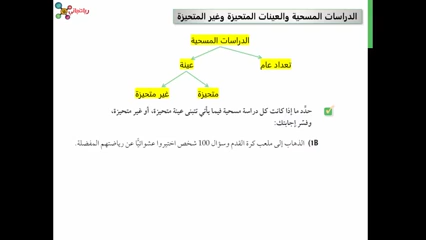 الدراسات المسحية والعينات المتحيزة وغير المتحيزة
الدراسات المسحية
تعداد عام
عينة
متحيزة
غير متحيزة
حدّد ما إذا كانت كل دراسة مسحية فيما يأتي تتبنى عينة متحيزة، أو غير متحيزة،
وفسّر إجابتك:
1B) الذهاب إلى ملعب كرة القدم وسؤال 100 شخص اختيروا عشوائيًّا عن رياضتهم المفضلة.